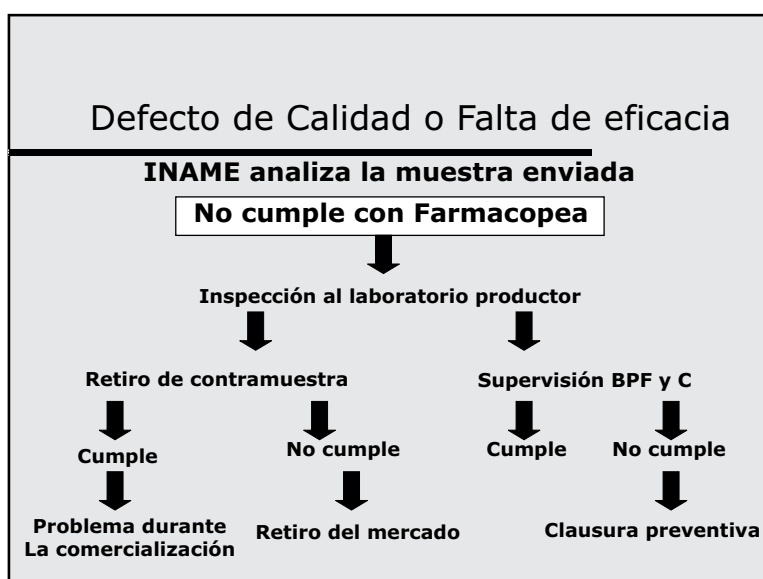 Defecto de Calidad o Falta de eficacia
INAME analiza la muestra enviada
No cumple con Farmacopea
Inspección al laboratorio productor
Retiro de contramuestra
Supervisión BPF y C
Cumple
No cumple
Cumple
No cumple
Problema durante
La comercialización
Retiro del mercado
Clausura preventiva